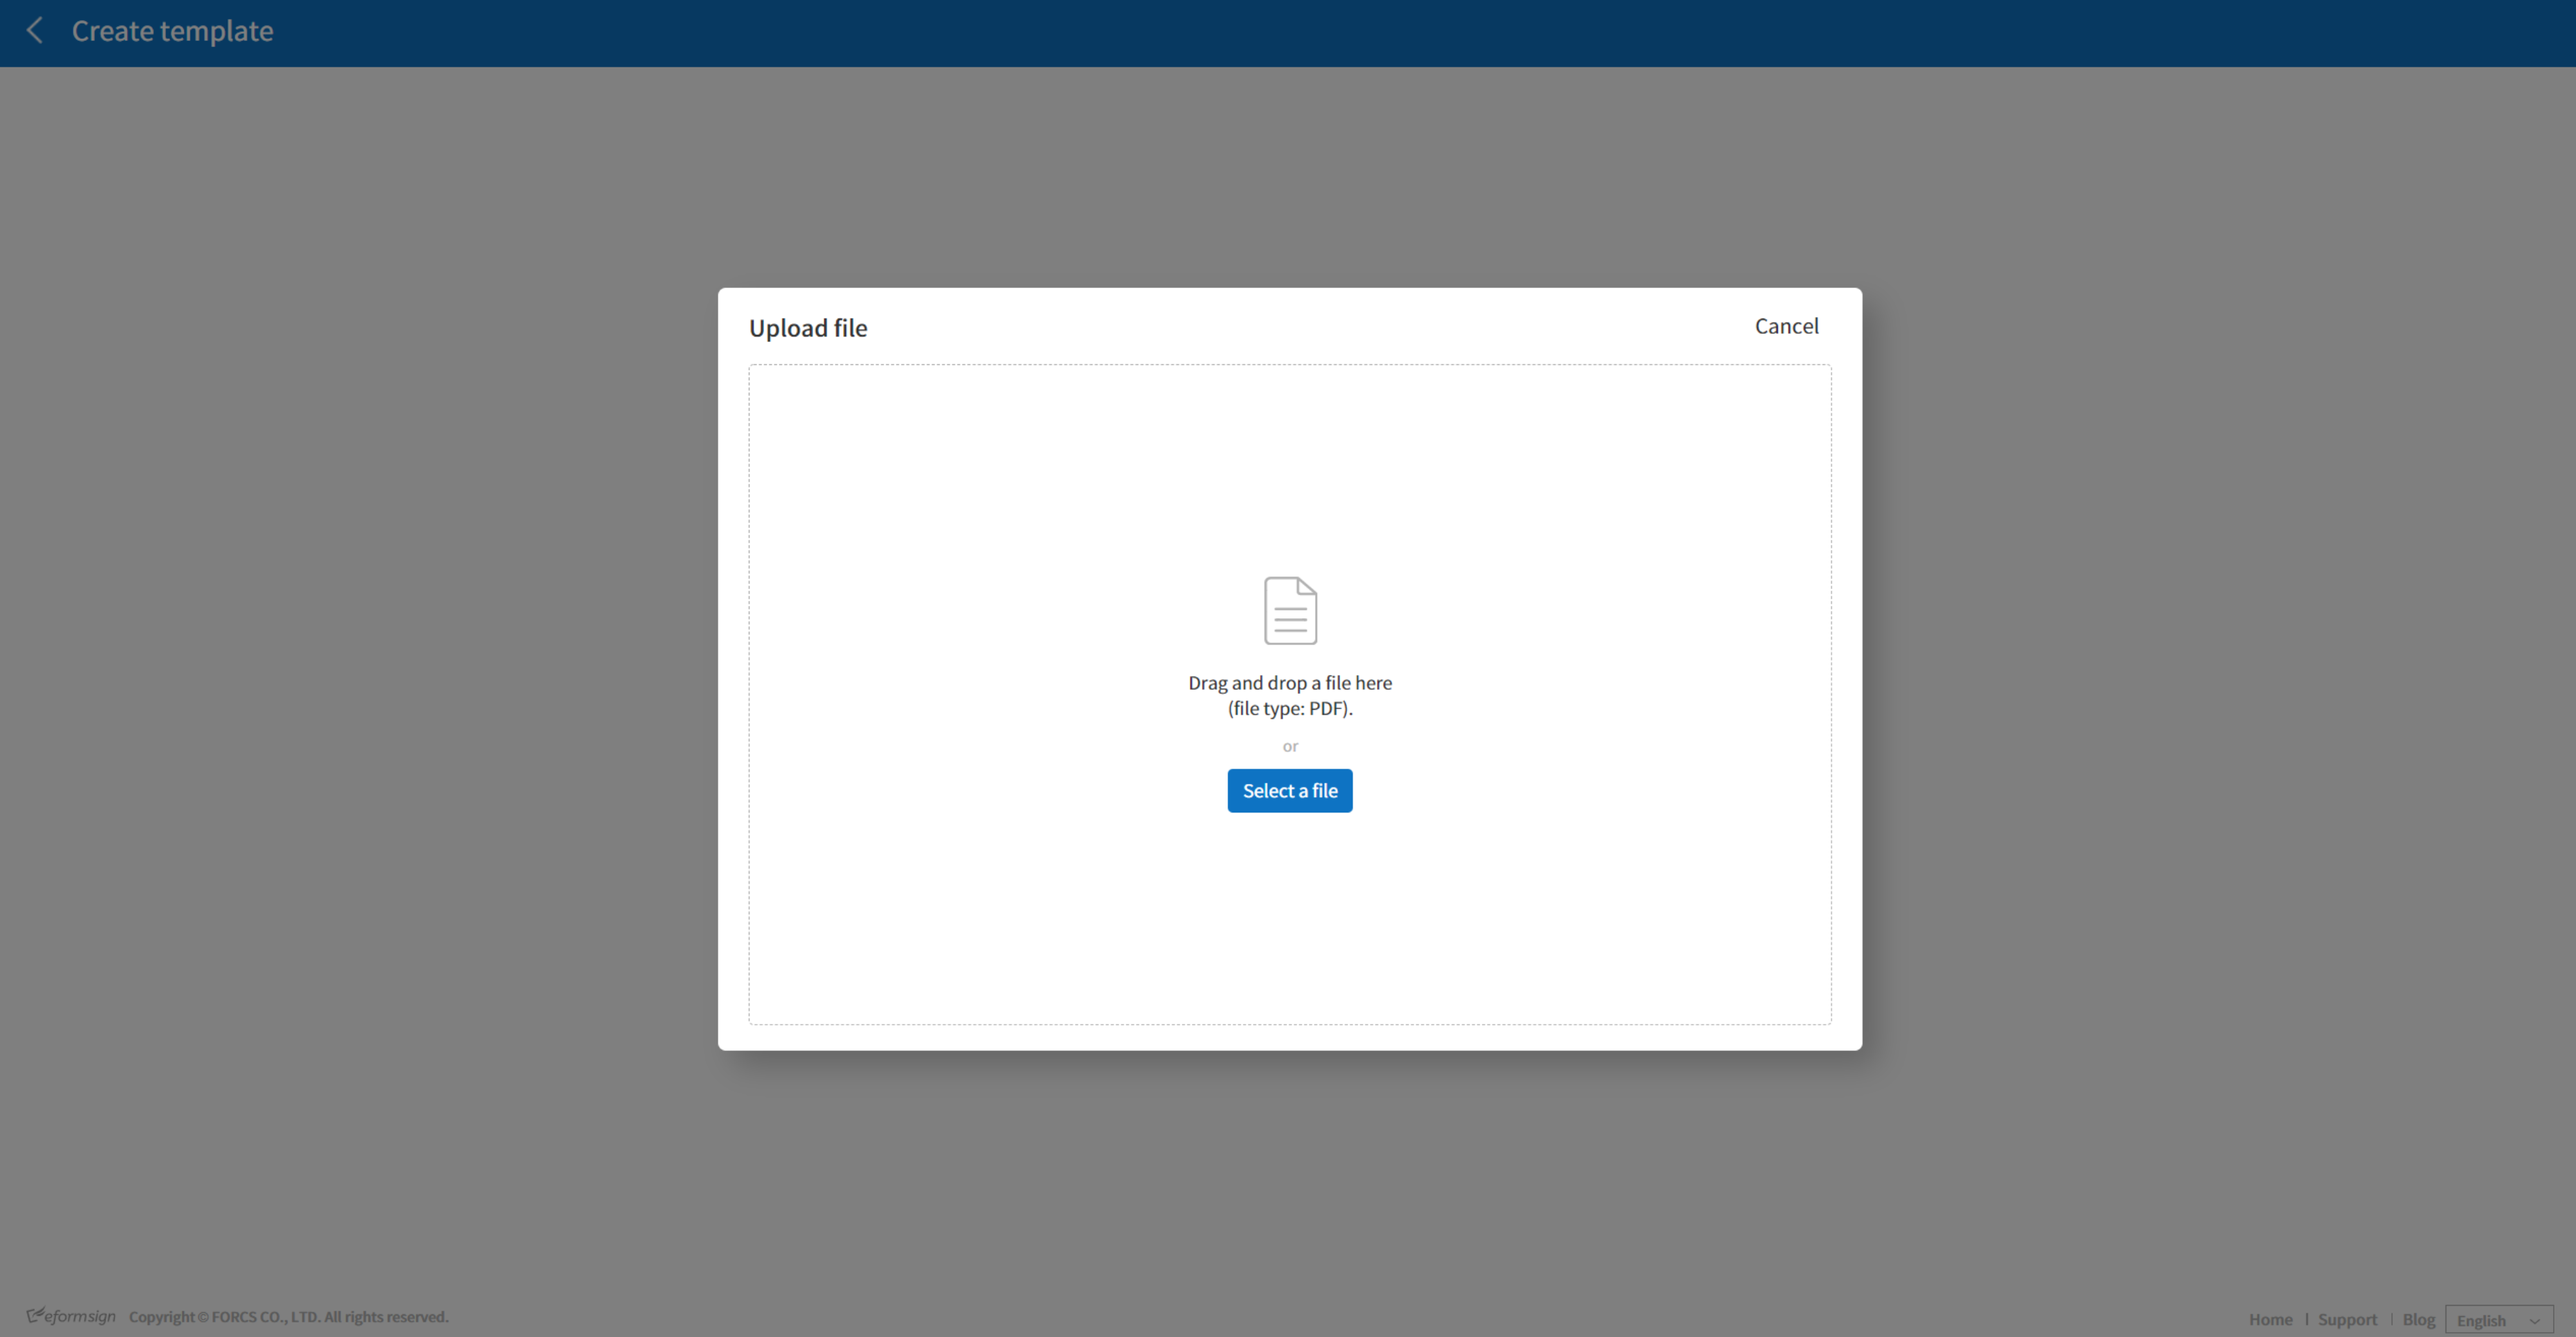 Create template
Upload file
Cancel
Drag and drop a file here
(file type: PDF).
or
Select a file
eformsign Copyright © FORCS CO., LTD. All rights reserved.
Home | Support | Blog English